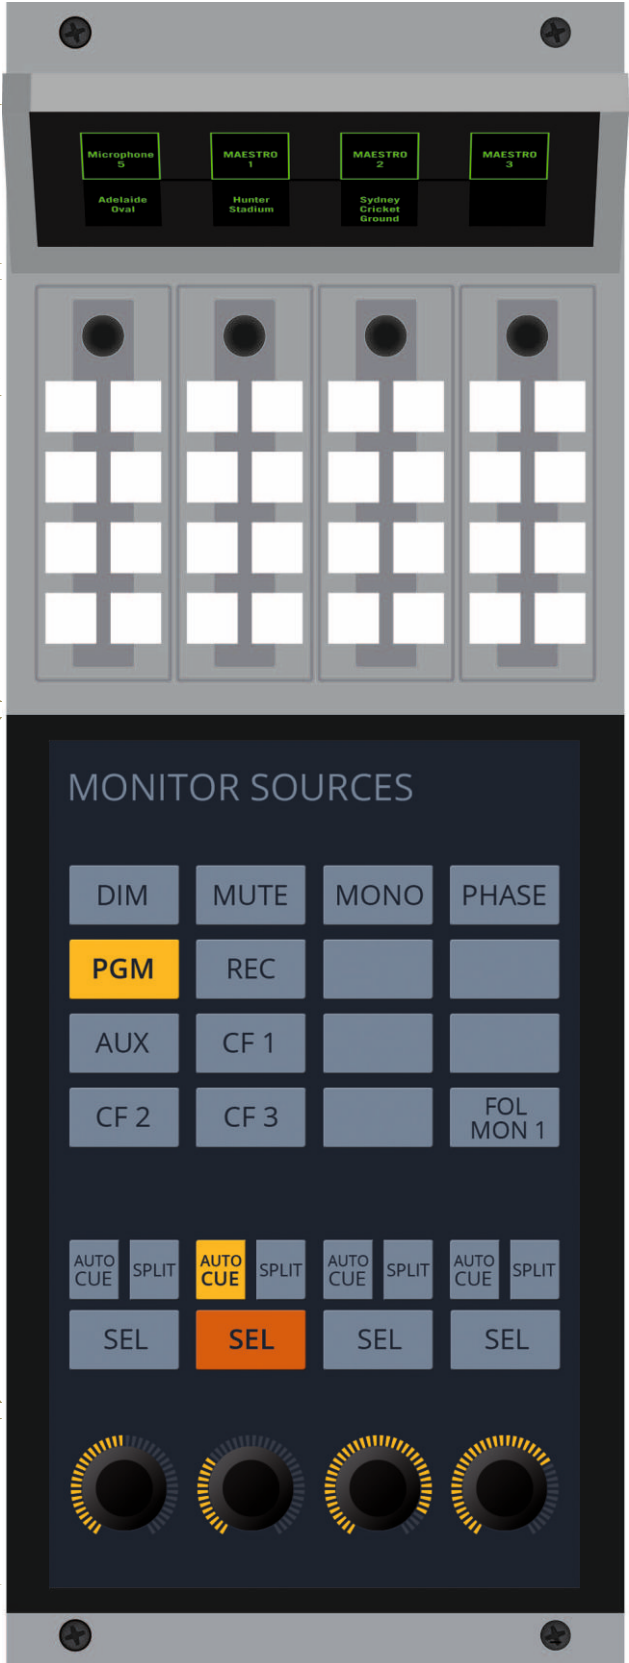 Microphone
5
MAESTRO
1
MAESTRO
2
MAESTRO
3
Adelaide
Oval
Hunter
Stadium
Sydney
Cricket
Ground
MONITOR SOURCES
DIM MUTE MONO PHASE
PGM REC
AUX CF 1
CF 2 CF 3 FOL
MON 1
AUTO
CUE
SPLIT
AUTO
CUE
SPLIT
AUTO
CUE
SPLIT
AUTO
CUE
SPLIT
SEL SEL SEL SEL